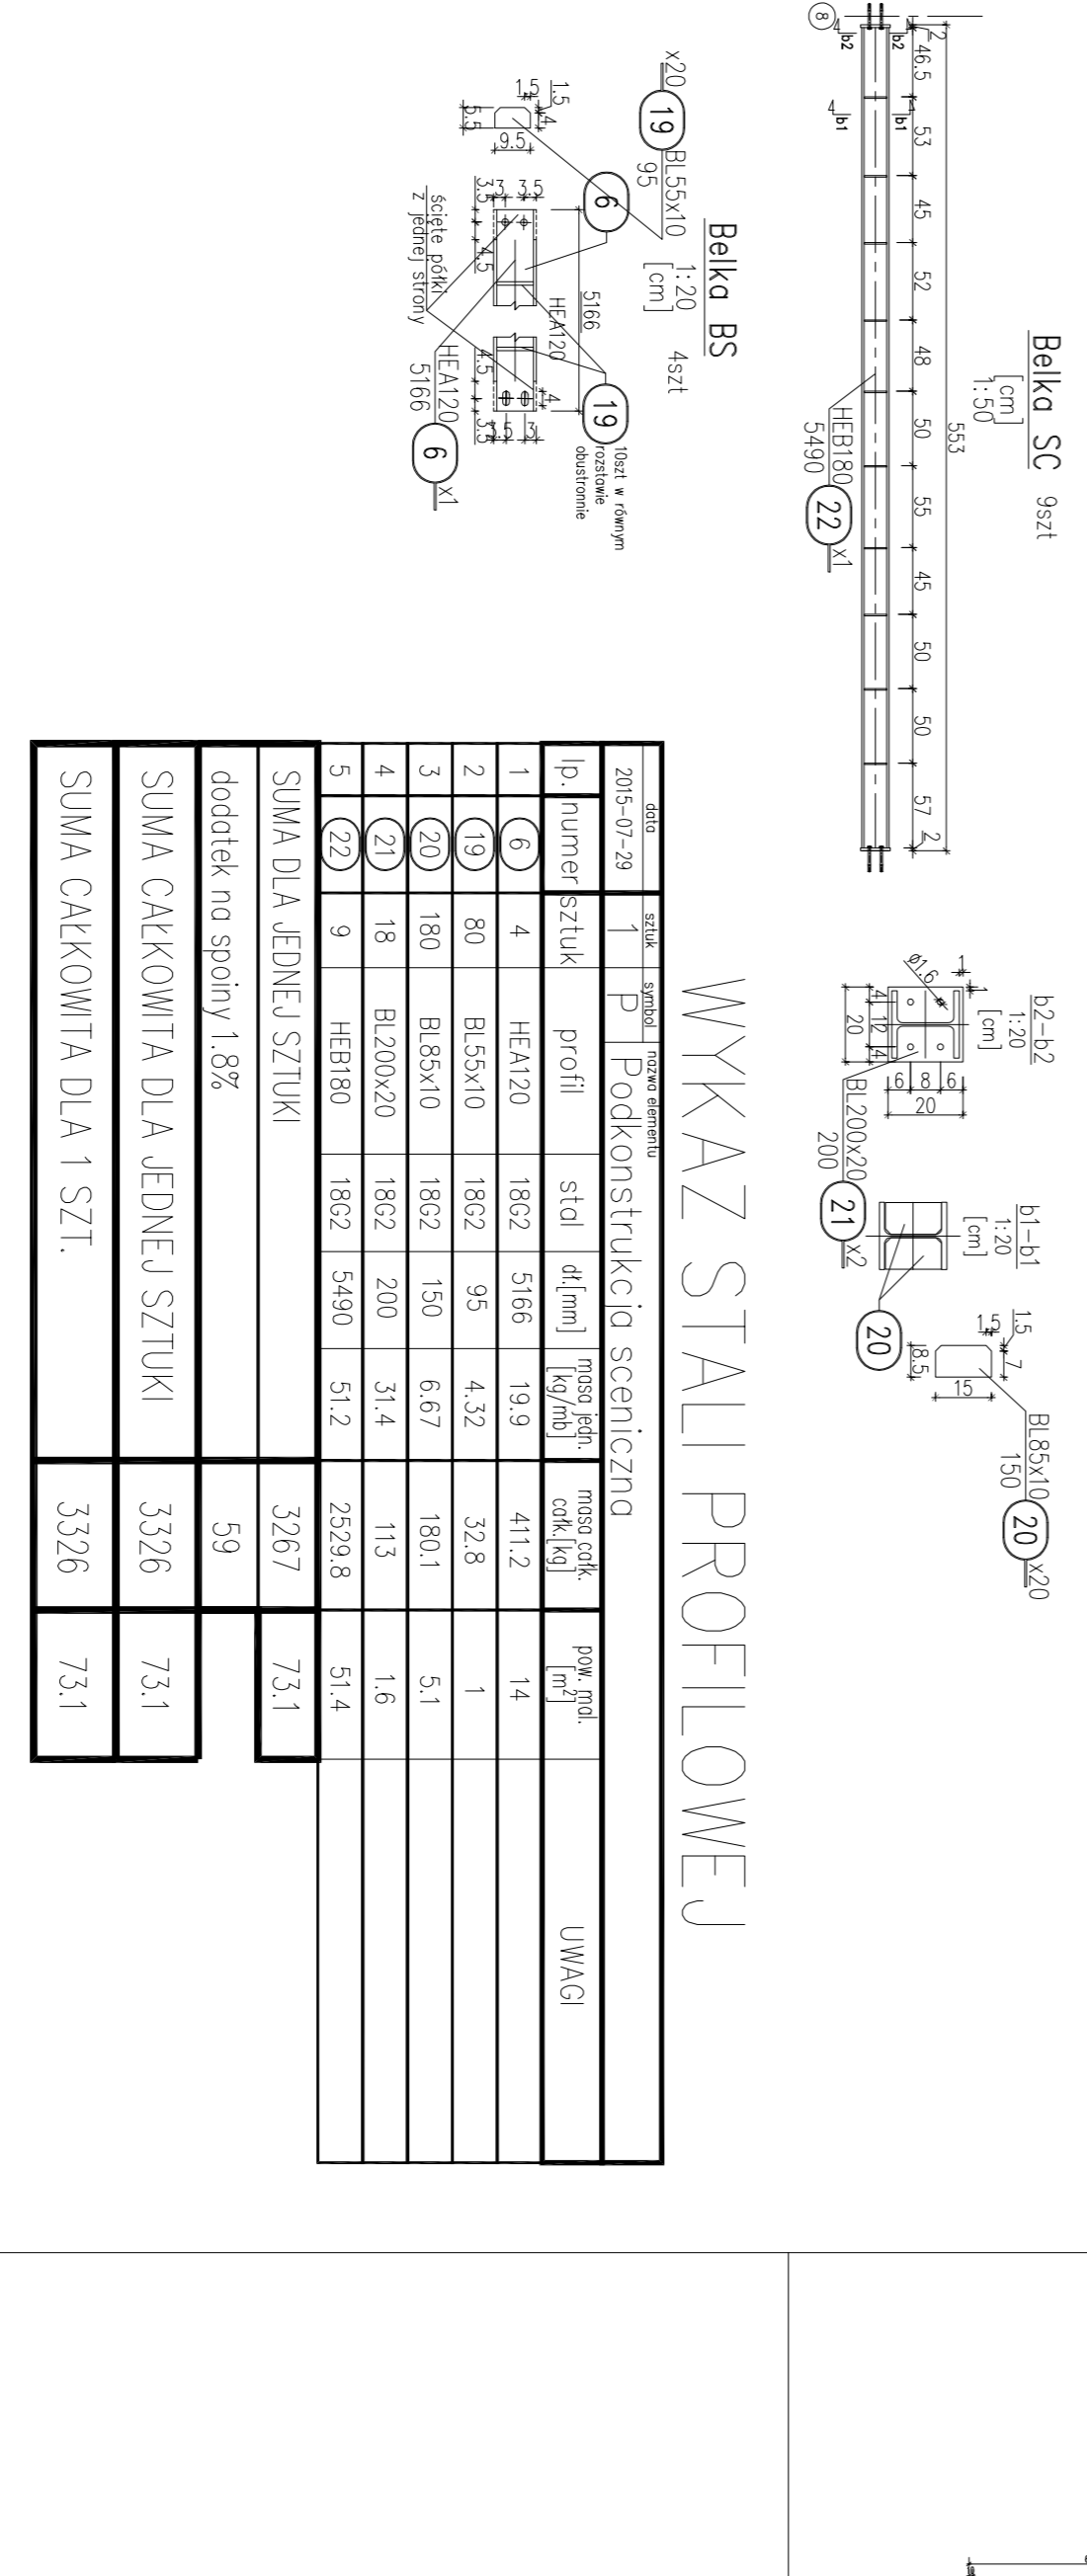 Belka SC 9szt
[cm]
1:50
553
2 46.5 53 45 52 48 50 55 45 50 50 57 2
b2 b2
4 4
b1 b1
4 4
8
HEB180
5490
22 x1
b2-b2
1:20
[cm]
1
1
ø1.6
4 12 4
20
6 8 6
20
BL200x20
200
21 x2
b1-b1
1:20
[cm]
20
1.5
1.5
7
8.5
15
BL85x10
150
20 x20
Belka BS 4szt
1:20
[cm]
x20 19 BL55x10
95
1.5
1.5
4
5.5
9.5
6
5166
HEA120
3.5 3
3.5
4.5
4.5
4
3.5 3
3.5
ścięte półki
z jednej strony
19
10szt w równym
rozstawie
obustronnie
HEA120
5166
6 x1
WYKAZ STALI PROFILOWEJ
data sztuk symbol nazwa elementu
2015-07-29 1 P Podkonstrukcja sceniczna
lp. numer sztuk profil stal dł.[mm] masa jedn. [kg/mb] masa całk. całk.[kg] pow. mal. [m²] UWAGI
1 6 4 HEA120 18G2 5166 19.9 411.2 14
2 19 80 BL55x10 18G2 95 4.32 32.8 1
3 20 180 BL85x10 18G2 150 6.67 180.1 5.1
4 21 18 BL200x20 18G2 200 31.4 113 1.6
5 22 9 HEB180 18G2 5490 51.2 2529.8 51.4
SUMA DLA JEDNEJ SZTUKI 3267 73.1
dodatek na spoiny 1.8% 59
SUMA CAŁKOWITA DLA JEDNEJ SZTUKI 3326 73.1
SUMA CAŁKOWITA DLA 1 SZT. 3326 73.1